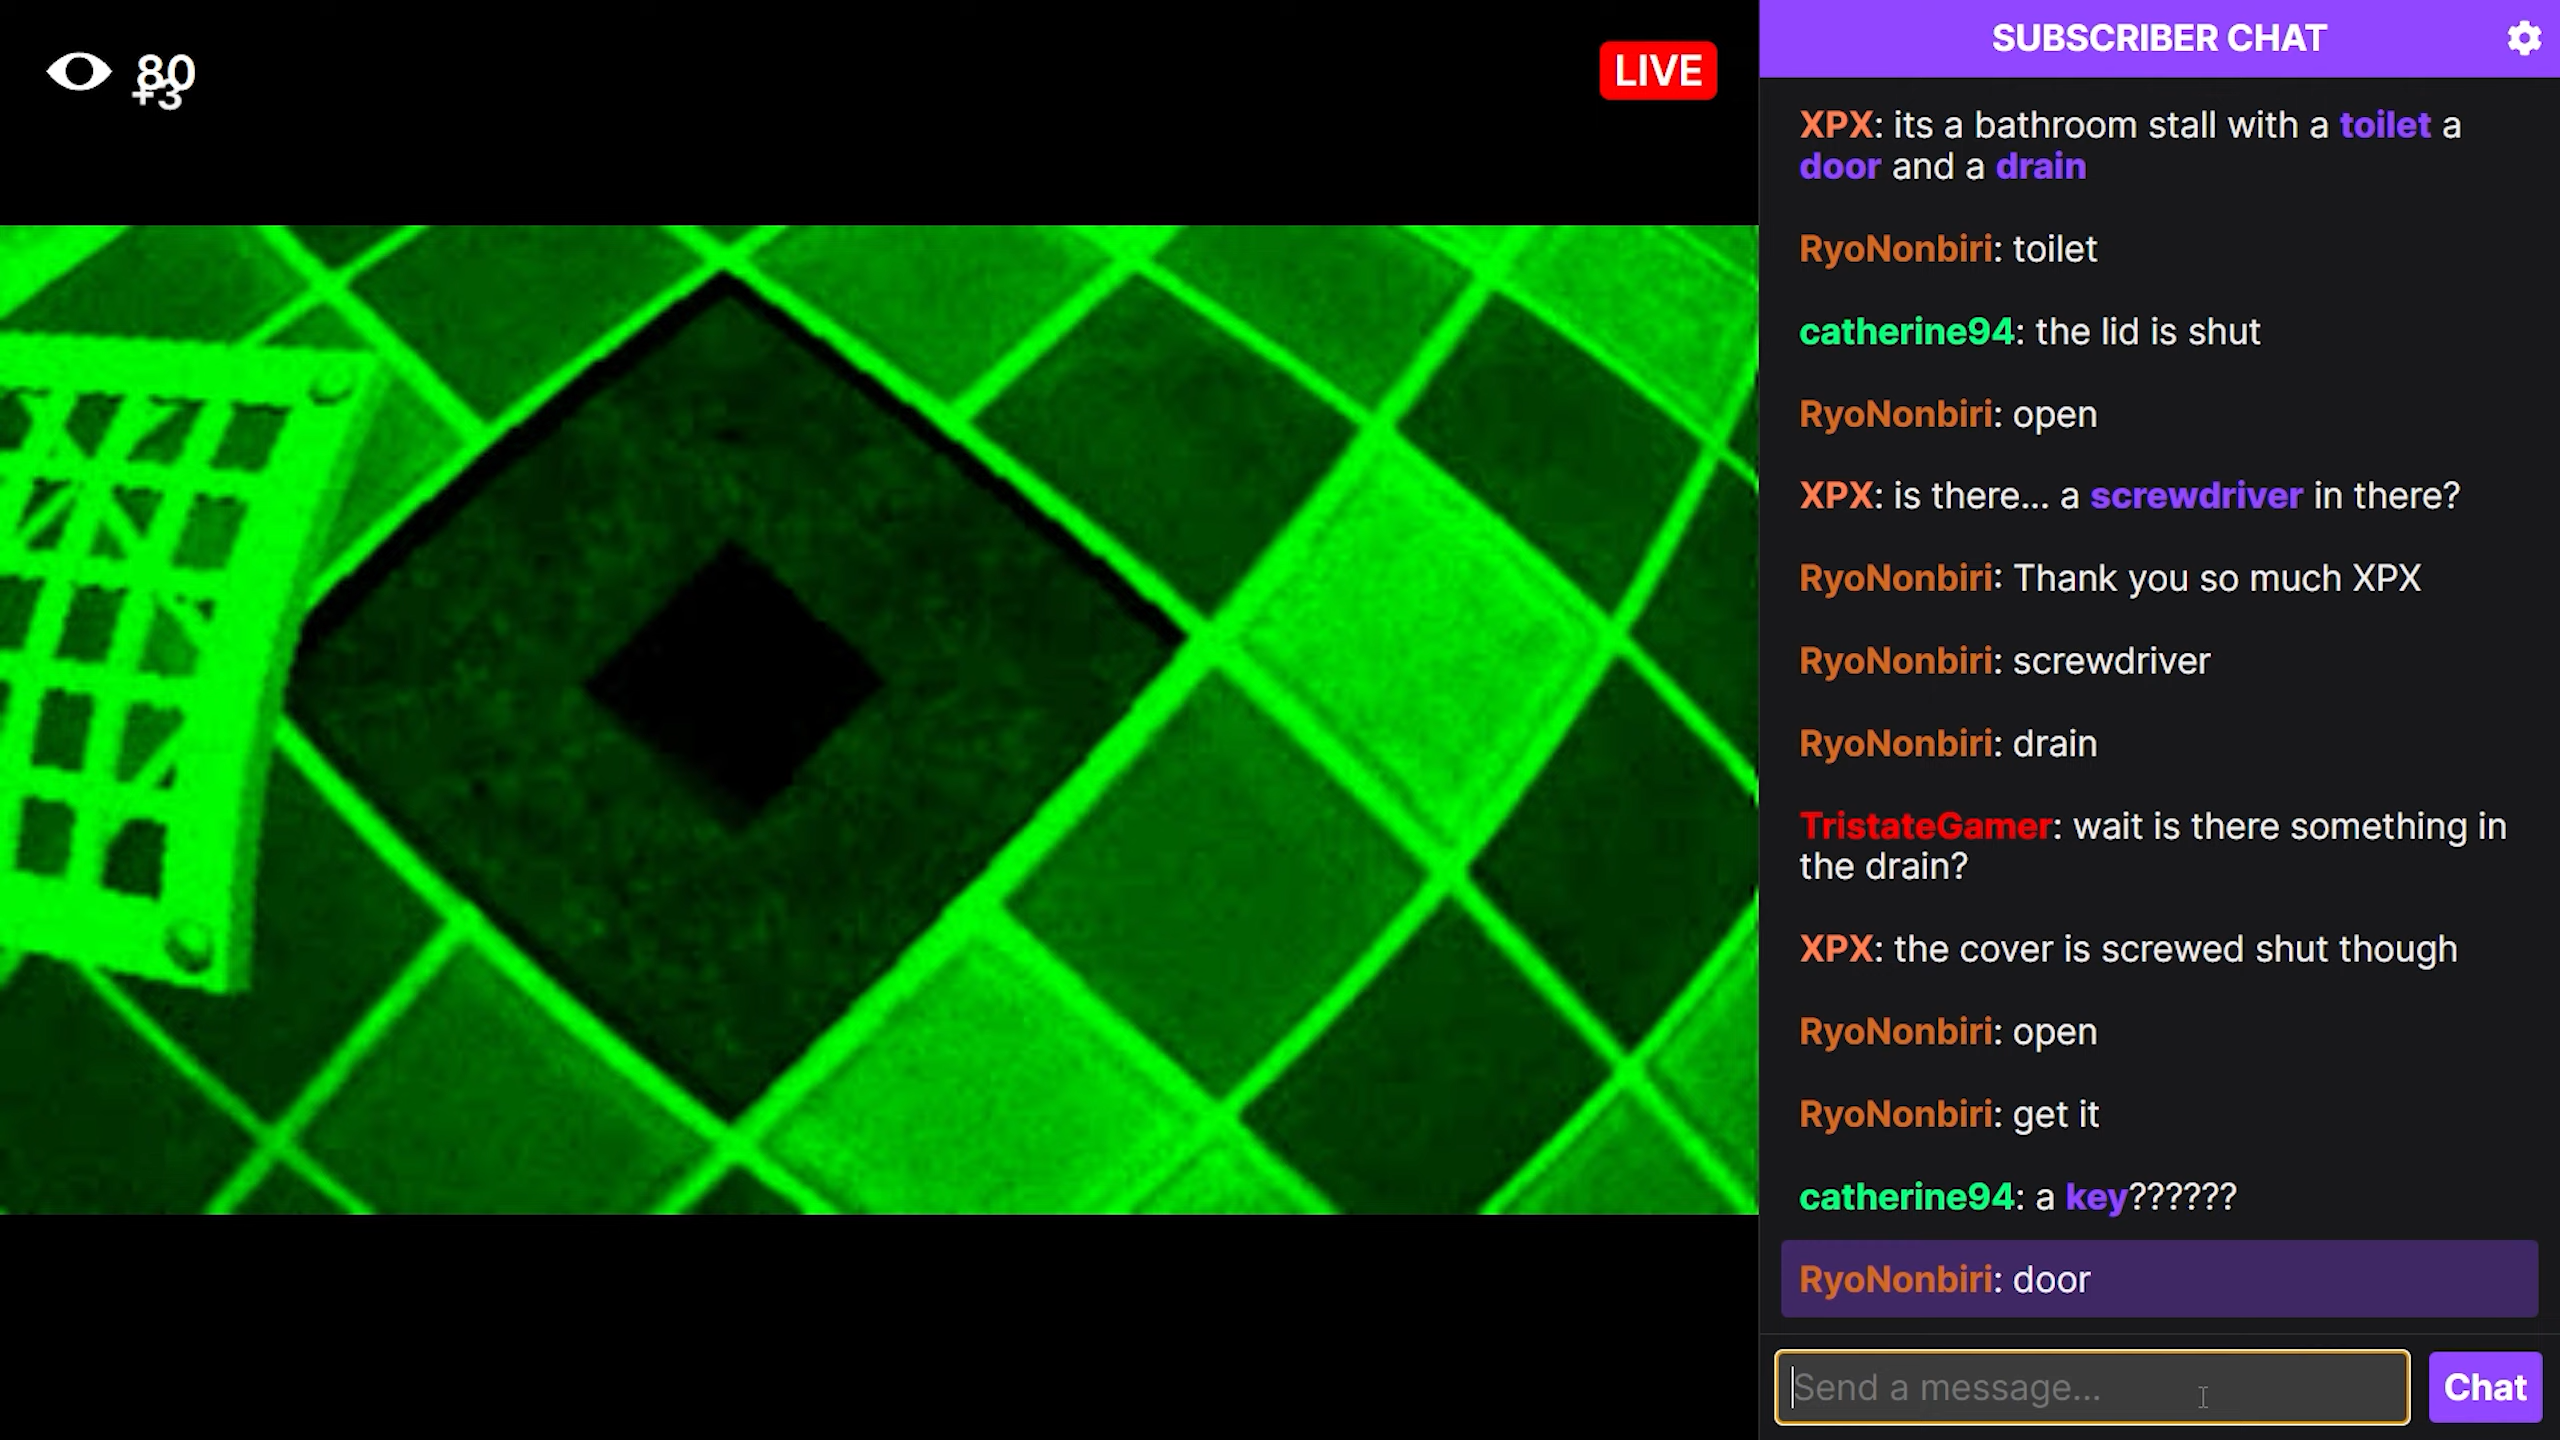 80
+3
LIVE
SUBSCRIBER CHAT
XPX: its a bathroom stall with a toilet a
door and a drain
RyoNonbiri: toilet
catherine94: the lid is shut
RyoNonbiri: open
XPX: is there... a screwdriver in there?
RyoNonbiri: Thank you so much XPX
RyoNonbiri: screwdriver
RyoNonbiri: drain
TristateGamer: wait is there something in
the drain?
XPX: the cover is screwed shut though
RyoNonbiri: open
RyoNonbiri: get it
catherine94: a key??????
RyoNonbiri: door
Send a message...
Chat